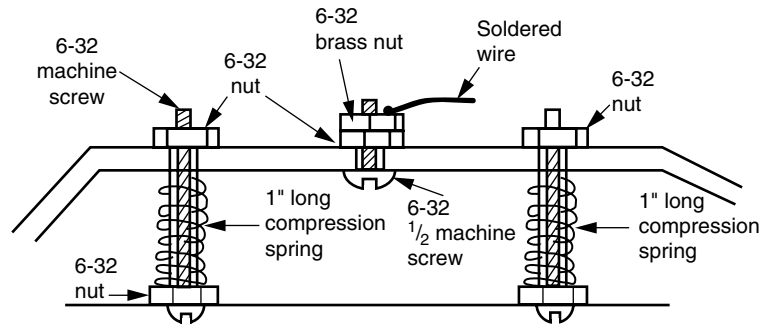 6-32
machine
screw
6-32
nut
6-32
brass nut
Soldered
wire
6-32
nut
1" long
compression
spring
6-32
1/2 machine
screw
1" long
compression
spring
6-32
nut